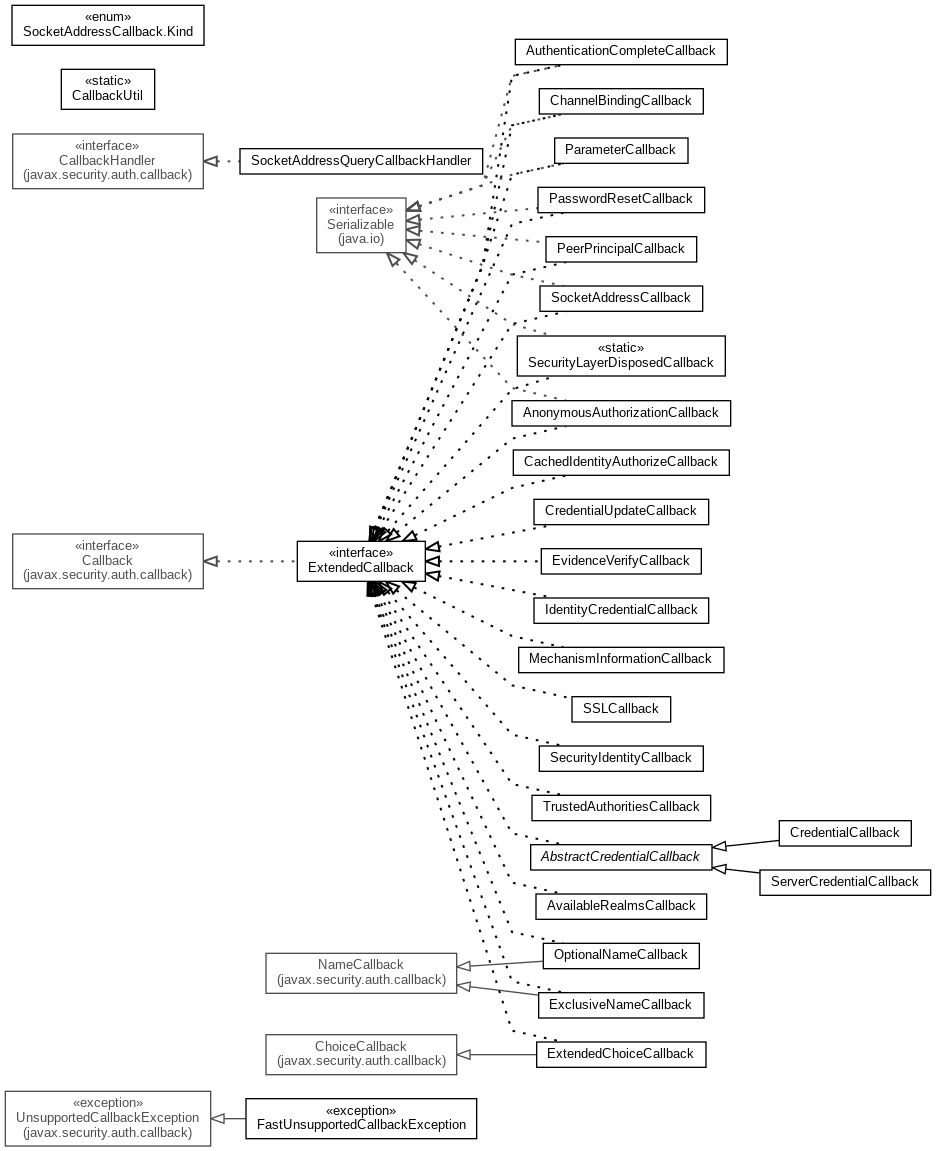 «enum»
SocketAddressCallback.Kind
«static»
CallbackUtil
«interface»
CallbackHandler
(javax.security.auth.callback)
SocketAddressQueryCallbackHandler
«interface»
Serializable
(java.io)
AuthenticationCompleteCallback
ChannelBindingCallback
ParameterCallback
PasswordResetCallback
PeerPrincipalCallback
SocketAddressCallback
«static»
SecurityLayerDisposedCallback
AnonymousAuthorizationCallback
CachedIdentityAuthorizeCallback
CredentialUpdateCallback
«interface»
Callback
(javax.security.auth.callback)
«interface»
ExtendedCallback
EvidenceVerifyCallback
IdentityCredentialCallback
MechanismInformationCallback
SSLCallback
SecurityIdentityCallback
TrustedAuthoritiesCallback
AbstractCredentialCallback
CredentialCallback
ServerCredentialCallback
AvailableRealmsCallback
NameCallback
(javax.security.auth.callback)
OptionalNameCallback
ExclusiveNameCallback
ChoiceCallback
(javax.security.auth.callback)
ExtendedChoiceCallback
«exception»
UnsupportedCallbackException
(javax.security.auth.callback)
«exception»
FastUnsupportedCallbackException